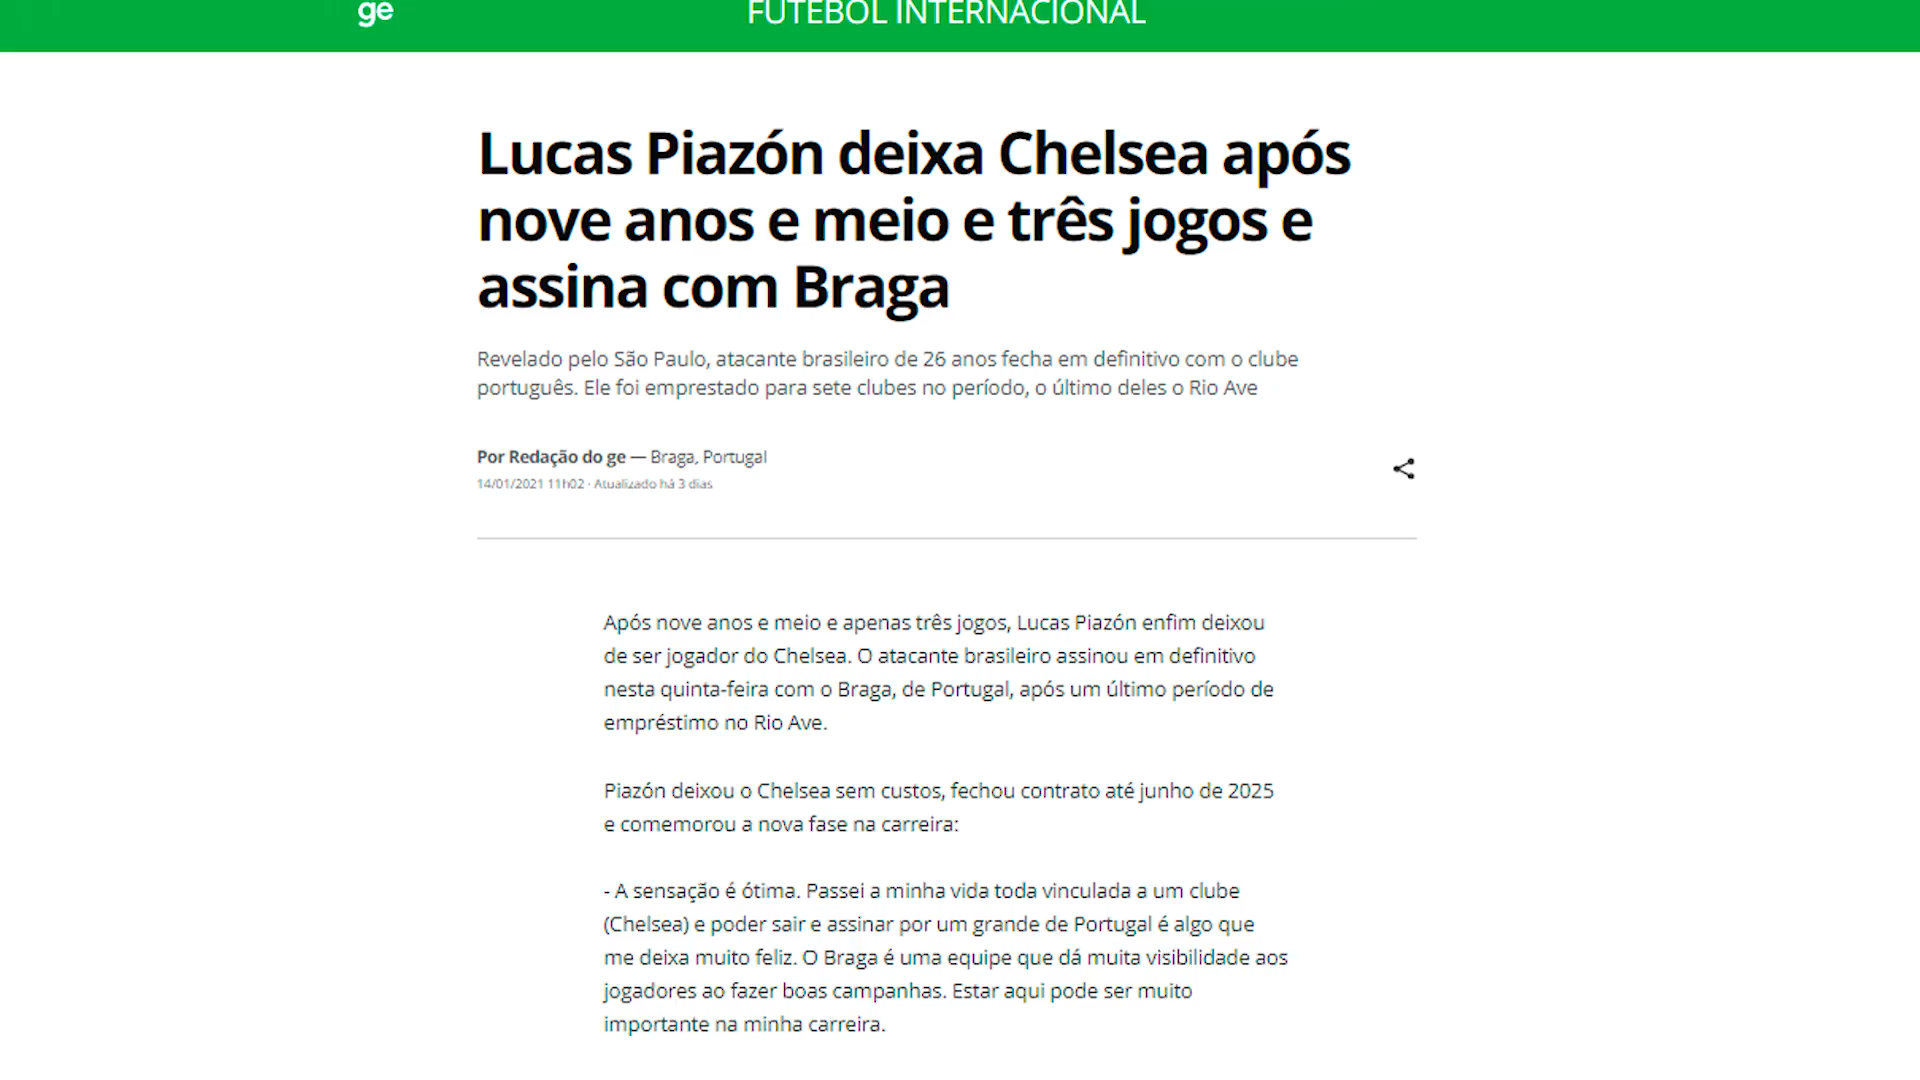 ge
FUTEBOL INTERNACIONAL
Lucas Piazón deixa Chelsea após
nove anos e meio e três jogos e
assina com Braga
Revelado pelo São Paulo, atacante brasileiro de 26 anos fecha em definitivo com o clube
português. Ele foi emprestado para sete clubes no período, o último deles o Rio Ave
Por Redação do ge — Braga, Portugal
14/01/2021 11h02 · Atualizado há 3 dias
Após nove anos e meio e apenas três jogos, Lucas Piazón enfim deixou
de ser jogador do Chelsea. O atacante brasileiro assinou em definitivo
nesta quinta-feira com o Braga, de Portugal, após um último período de
empréstimo no Rio Ave.
Piazón deixou o Chelsea sem custos, fechou contrato até junho de 2025
e comemorou a nova fase na carreira:
- A sensação é ótima. Passei a minha vida toda vinculada a um clube
(Chelsea) e poder sair e assinar por um grande de Portugal é algo que
me deixa muito feliz. O Braga é uma equipe que dá muita visibilidade aos
jogadores ao fazer boas campanhas. Estar aqui pode ser muito
importante na minha carreira.